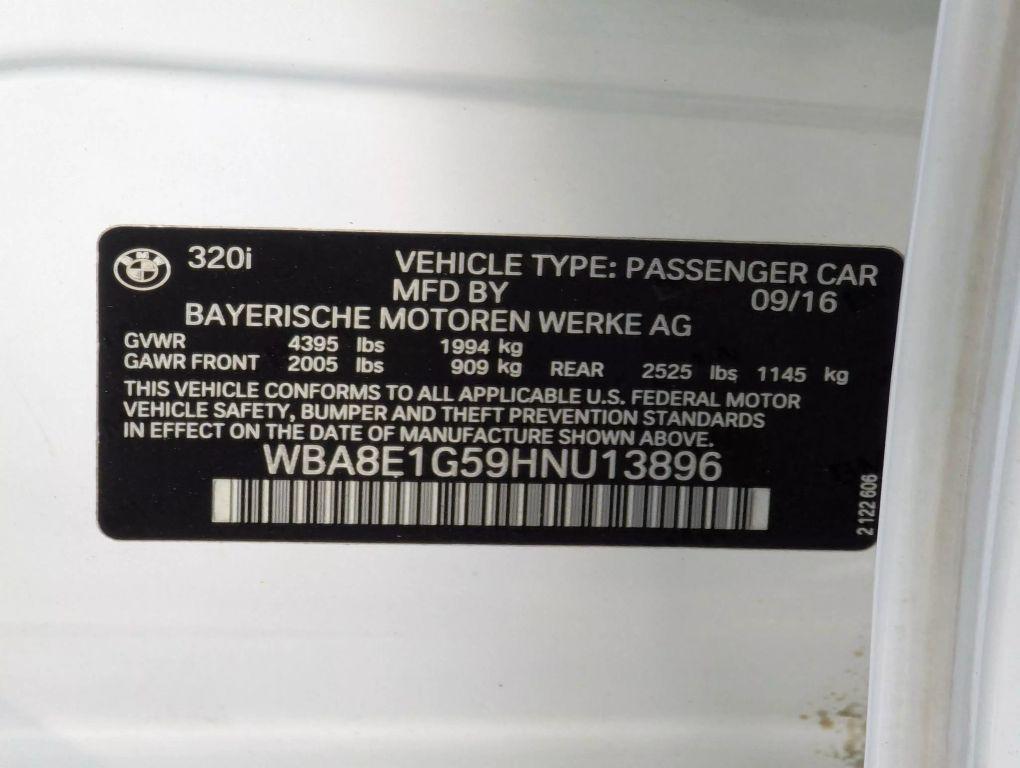 BMW 320i VEHICLE TYPE: PASSENGER CAR
MFD BY 09/16
BAYERISCHE MOTOREN WERKE AG
GVWR 4395 lbs 1994 kg
GAWR FRONT 2005 lbs 909 kg REAR 2525 lbs 1145 kg
THIS VEHICLE CONFORMS TO ALL APPLICABLE U.S. FEDERAL MOTOR
VEHICLE SAFETY, BUMPER AND THEFT PREVENTION STANDARDS
IN EFFECT ON THE DATE OF MANUFACTURE SHOWN ABOVE.
WBA8E1G59HNU13896
2 122 606